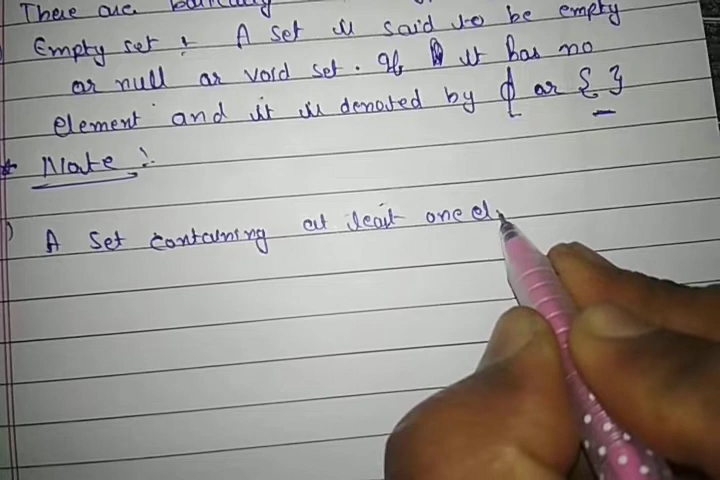 There are basically
Empty set : A set is said to be empty
or null or void set. If it has no
element and it is denoted by ϕ or { }
* Note :-
) A set containing at least one el